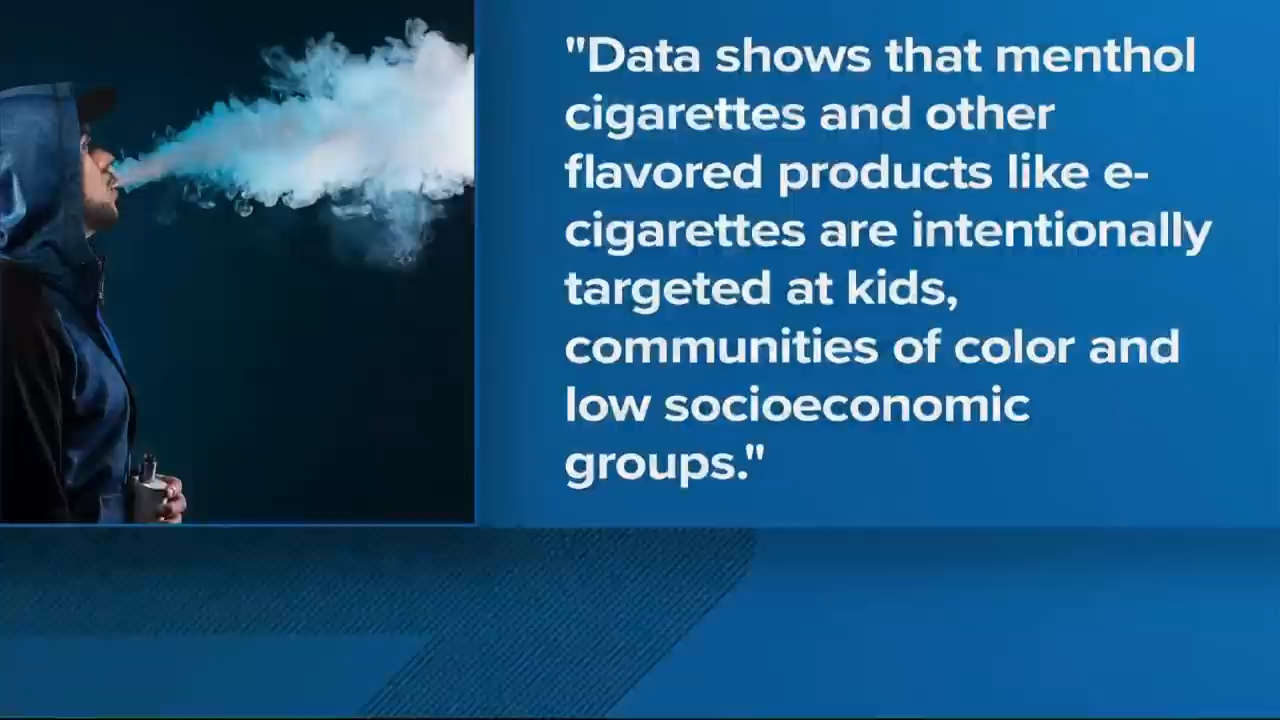 "Data shows that menthol
cigarettes and other
flavored products like e-
cigarettes are intentionally
targeted at kids,
communities of color and
low socioeconomic
groups."